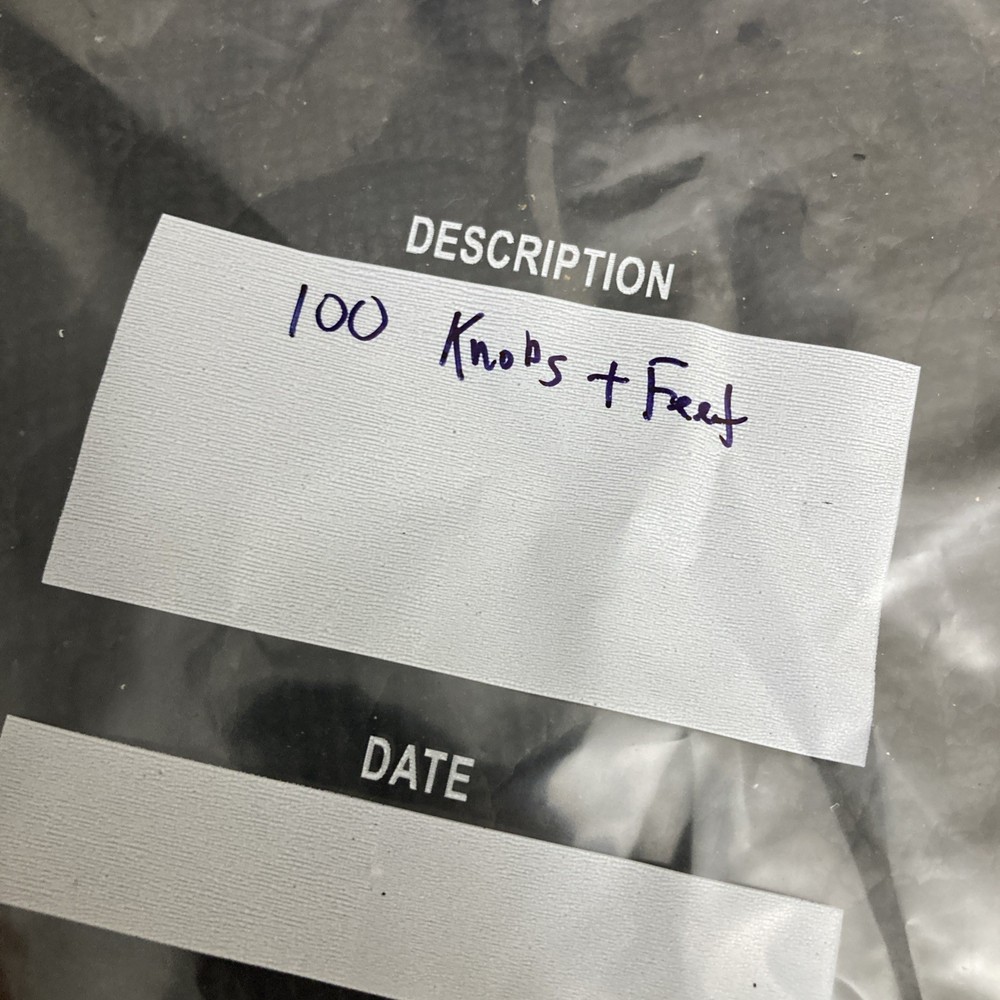 DESCRIPTION
100 Knobs + Feet
DATE